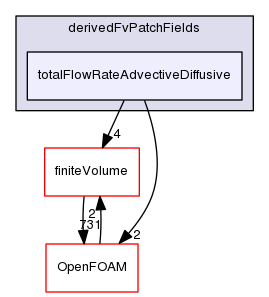 derivedFvPatchFields
totalFlowRateAdvectiveDiffusive
4
finiteVolume
2
731
2
OpenFOAM